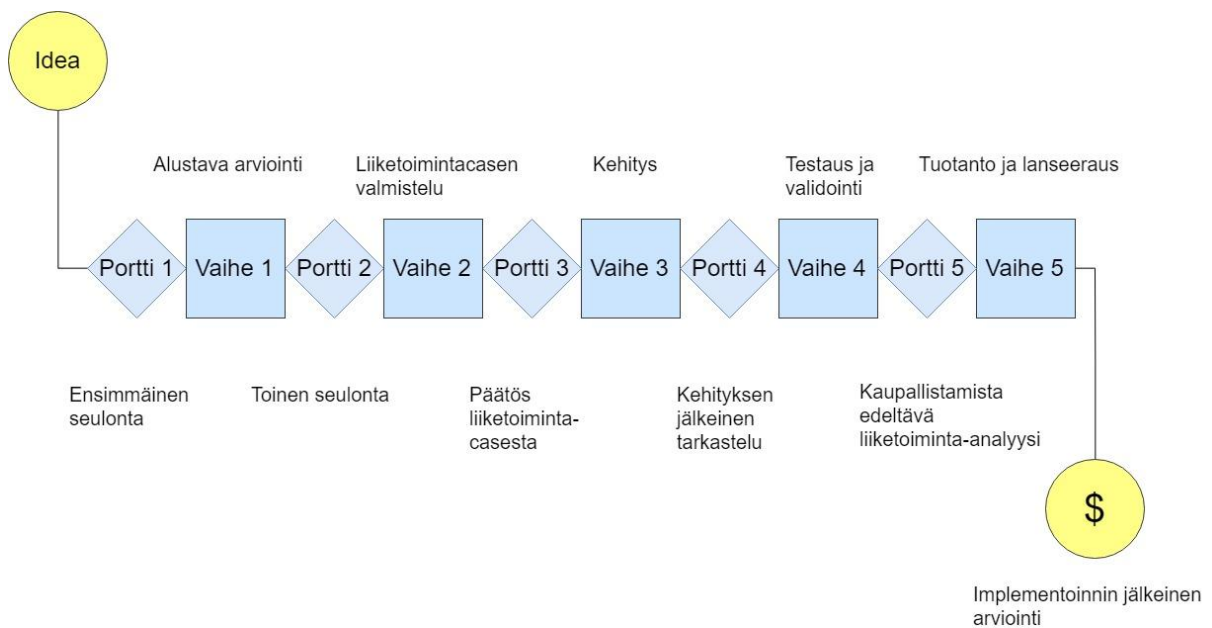 Idea
Alustava arviointi
Liiketoimintacasen
valmistelu
Kehitys
Testaus ja
validointi
Tuotanto ja lanseeraus
Portti 1
Vaihe 1
Portti 2
Vaihe 2
Portti 3
Vaihe 3
Portti 4
Vaihe 4
Portti 5
Vaihe 5
Ensimmäinen
seulonta
Toinen seulonta
Päätös
liiketoiminta-
casesta
Kehityksen
jälkeinen
tarkastelu
Kaupallistamista
edeltävä
liiketoiminta-analyysi
$
Implementoinnin jälkeinen
arviointi